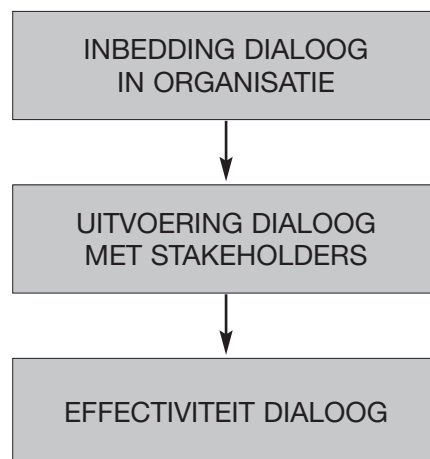 INBEDDING DIALOOG
IN ORGANISATIE
UITVOERING DIALOOG
MET STAKEHOLDERS
EFFECTIVITEIT DIALOOG